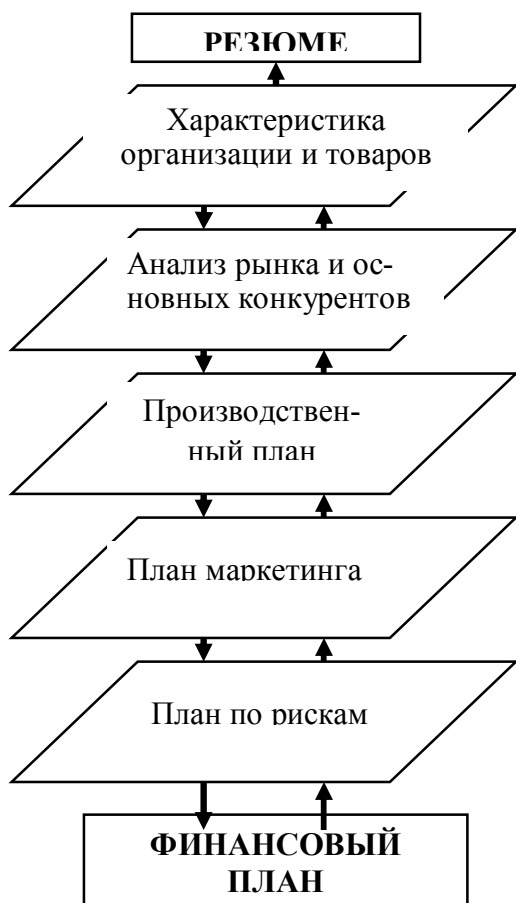 РЕЗЮМЕ
Характеристика
организации и товаров
Анализ рынка и ос-
новных конкурентов
Производствен-
ный план
План маркетинга
План по рискам
ФИНАНСОВЫЙ
ПЛАН